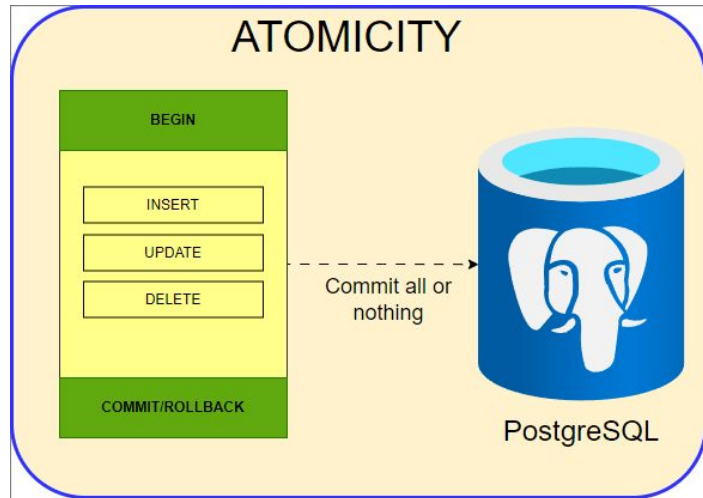 ATOMICITY
BEGIN
INSERT
UPDATE
DELETE
Commit all or
nothing
COMMIT/ROLLBACK
PostgreSQL